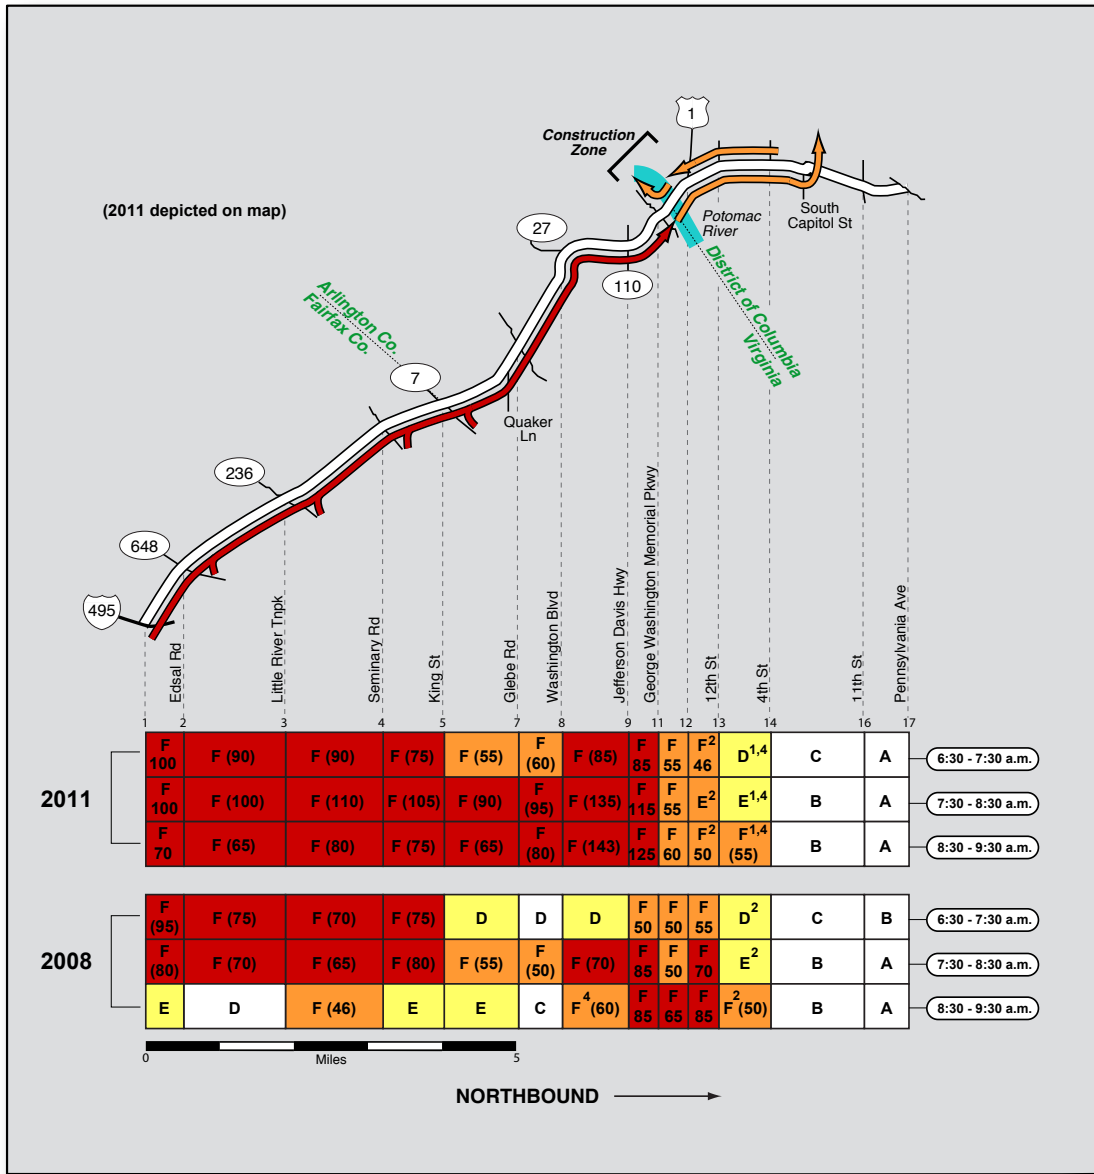 1
Construction
Zone
(2011 depicted on map)
27
Potomac
River
South
Capitol St
110
Arlington Co.
Fairfax Co.
District of Columbia
Virginia
7
Quaker
Ln
236
648
495
Edsal Rd
Little River Tnpk
Seminary Rd
King St
Glebe Rd
Washington Blvd
Jefferson Davis Hwy
George Washington Memorial Pkwy
12th St
4th St
11th St
Pennsylvania Ave
1 2 3 4 5 7 8 9 11 12 13 14 16 17
2011
F 100 F (90) F (90) F (75) F (55) F (60) F (85) F 85 F 55 F2 46 D1,4 C A 6:30 - 7:30 a.m.
F 100 F (100) F (110) F (105) F (90) F (95) F (135) F 115 F 55 E2 E1,4 B A 7:30 - 8:30 a.m.
F 70 F (65) F (80) F (75) F (65) F (80) F (143) F 125 F 60 F2 50 F1,4 (55) B A 8:30 - 9:30 a.m.
2008
F (95) F (75) F (70) F (75) D D D F 50 F 50 F 55 D2 C B 6:30 - 7:30 a.m.
F (80) F (70) F (65) F (80) F (55) F (50) F (70) F 85 F 50 F 70 E2 B A 7:30 - 8:30 a.m.
E D F (46) E E C F4 (60) F 85 F 65 F 85 F2 (50) B A 8:30 - 9:30 a.m.
0 Miles 5
NORTHBOUND